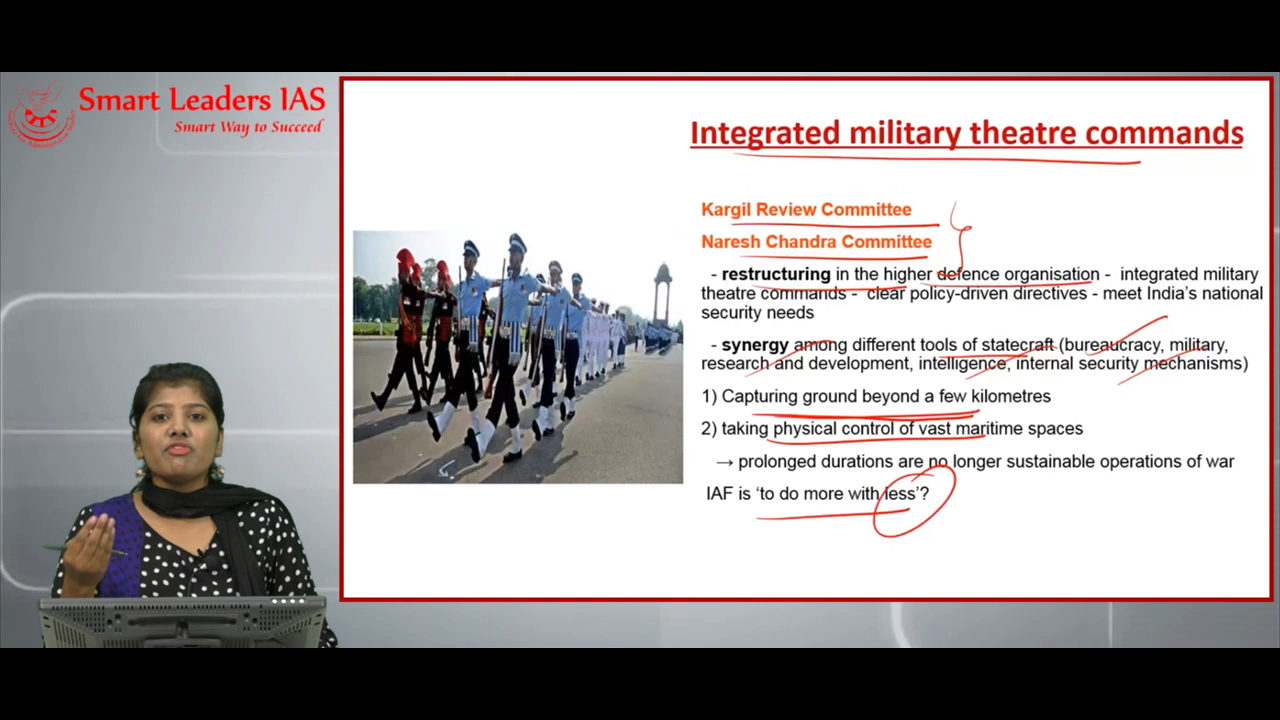 Smart Leaders IAS
Smart Way to Succeed
Integrated military theatre commands
Kargil Review Committee
Naresh Chandra Committee
- restructuring in the higher defence organisation - integrated military
theatre commands - clear policy-driven directives - meet India's national
security needs
- synergy among different tools of statecraft (bureaucracy, military,
research and development, intelligence, internal security mechanisms)
1) Capturing ground beyond a few kilometres
2) taking physical control of vast maritime spaces
→ prolonged durations are no longer sustainable operations of war
IAF is 'to do more with less'?